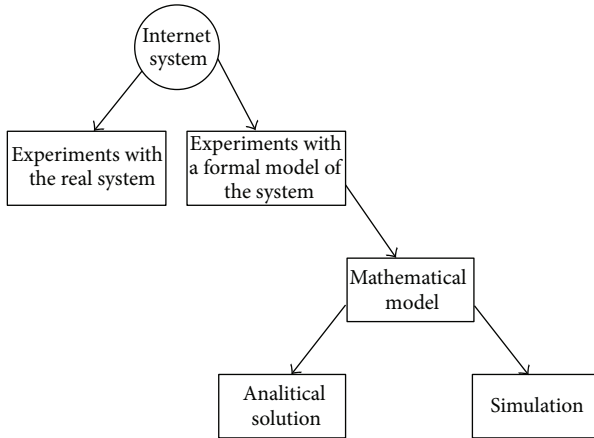 Internet
system
Experiments with
the real system
Experiments with
a formal model of
the system
Mathematical
model
Analitical
solution
Simulation